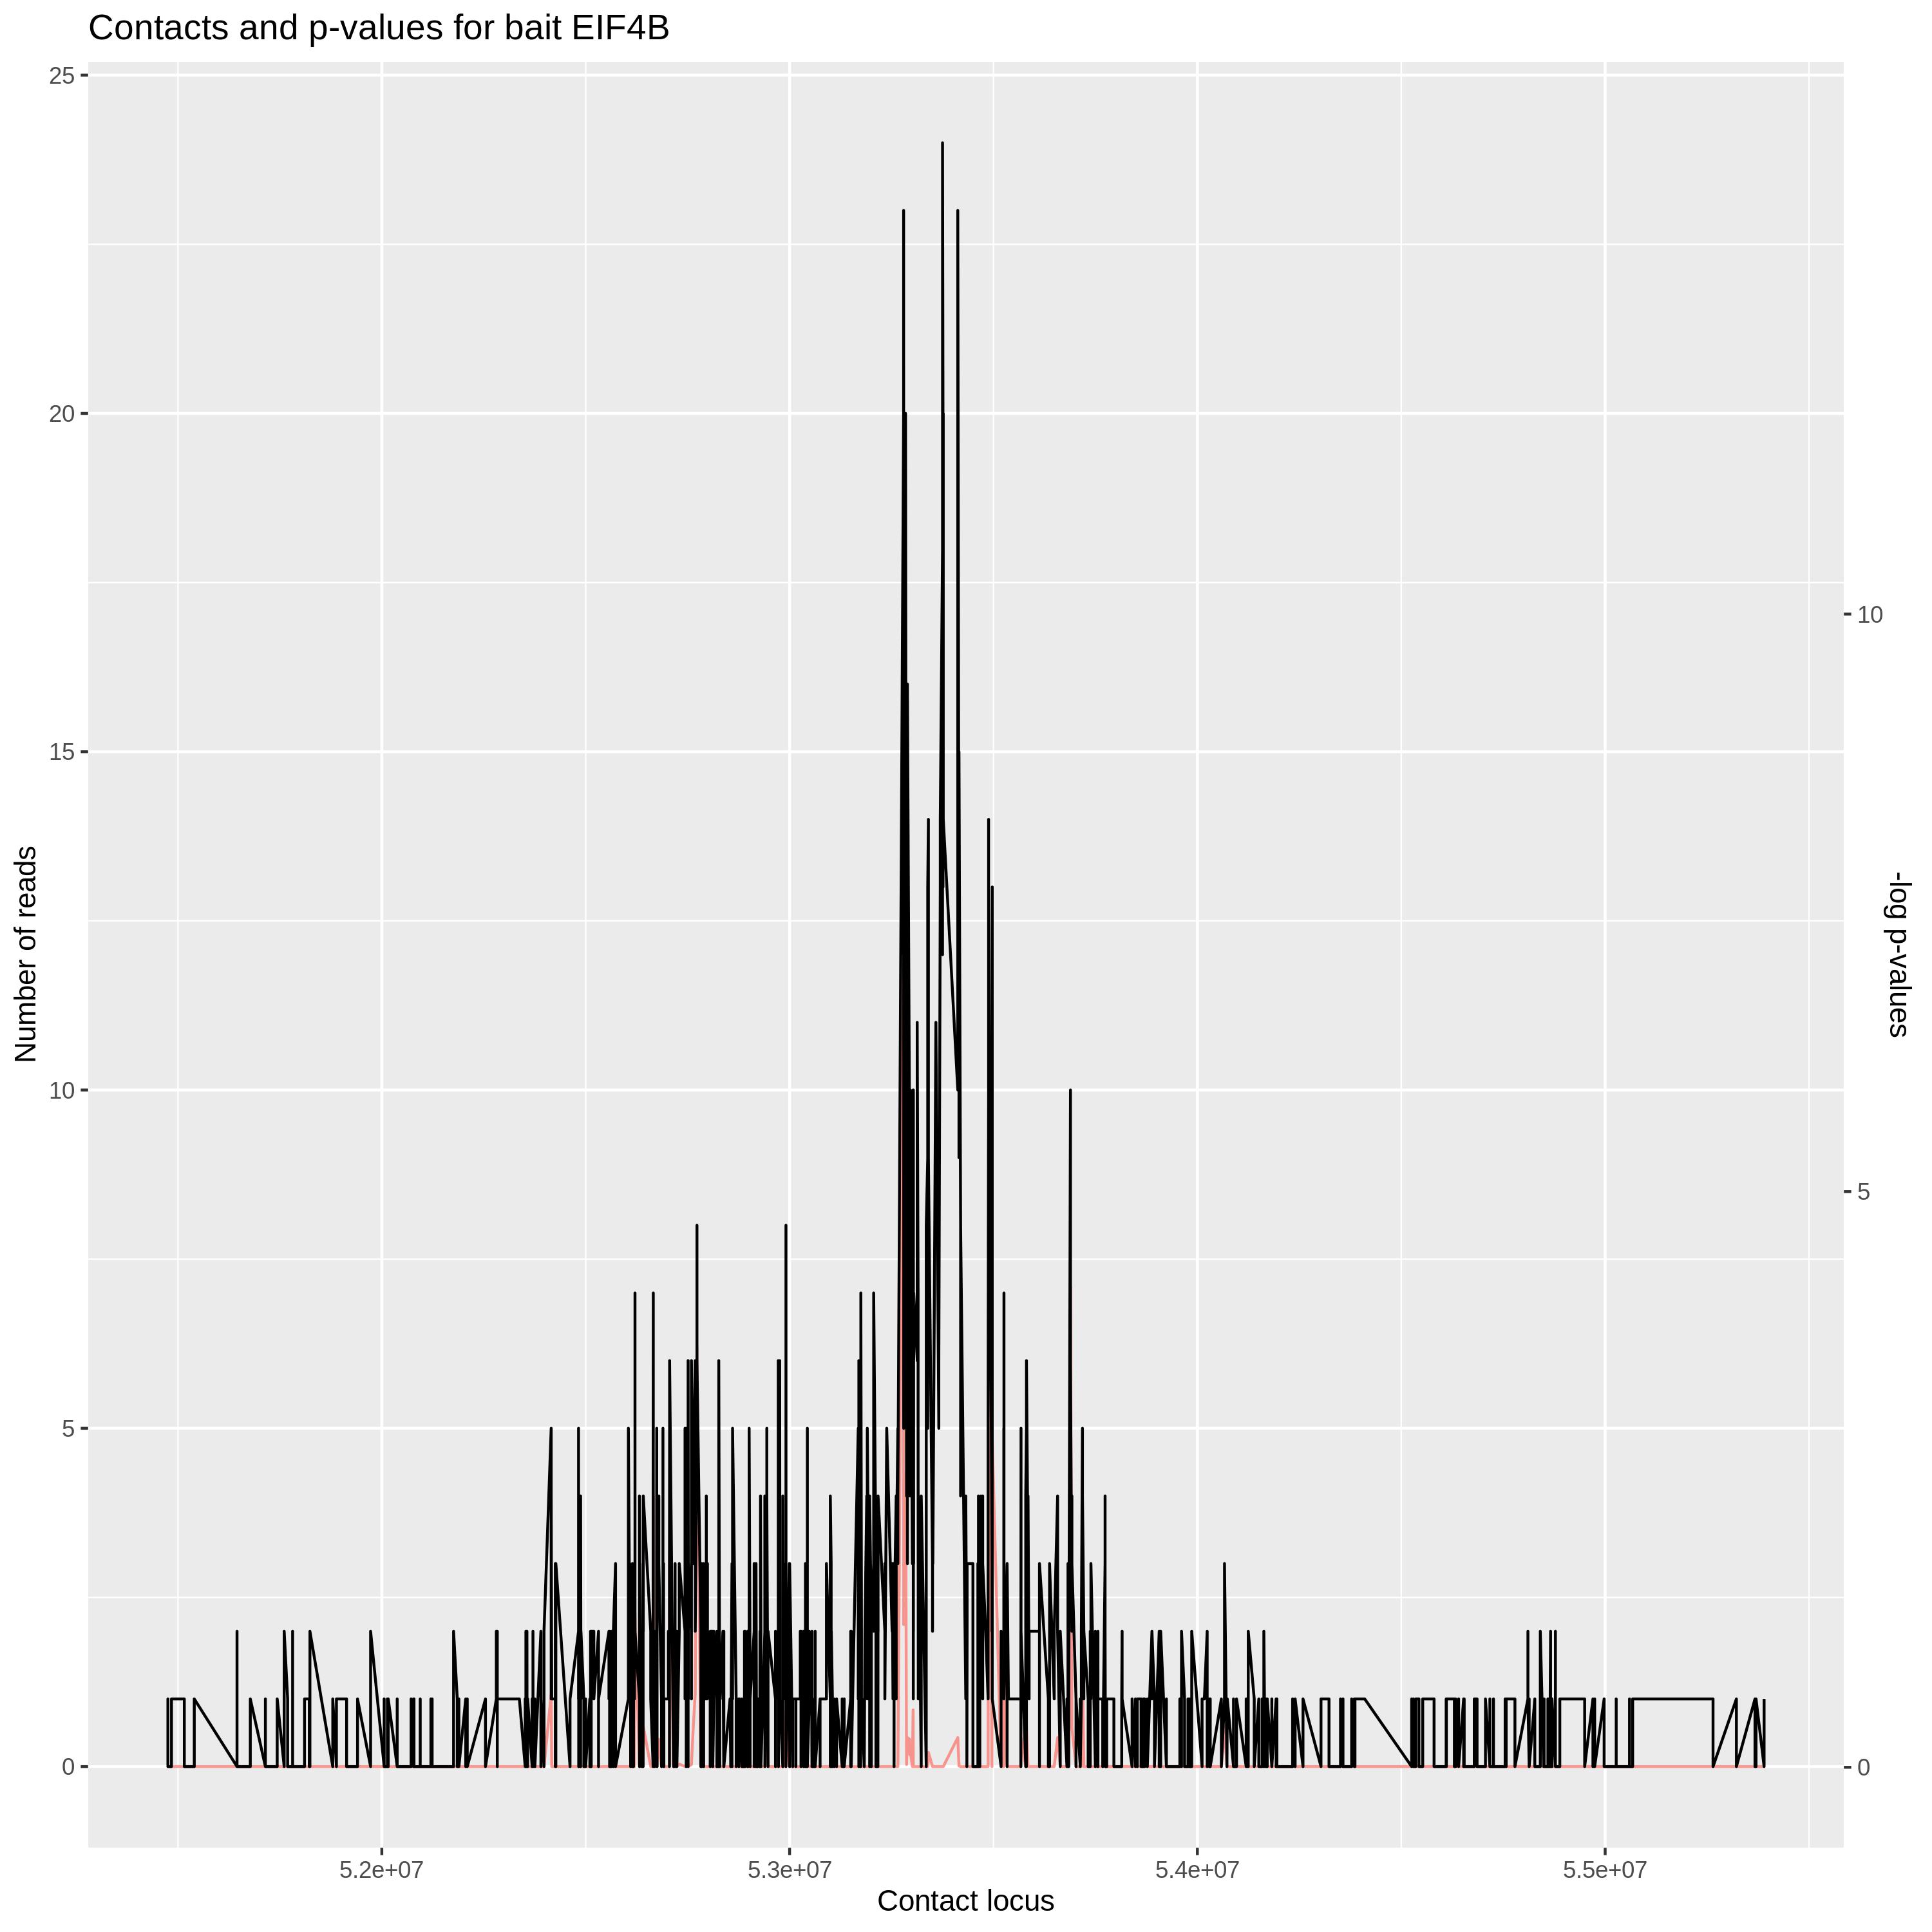 Contacts and p-values for bait EIF4B
25
20
15
10
5
0
Number of reads
10
5
0
-log p-values
5.2e+07 5.3e+07 5.4e+07 5.5e+07
Contact locus